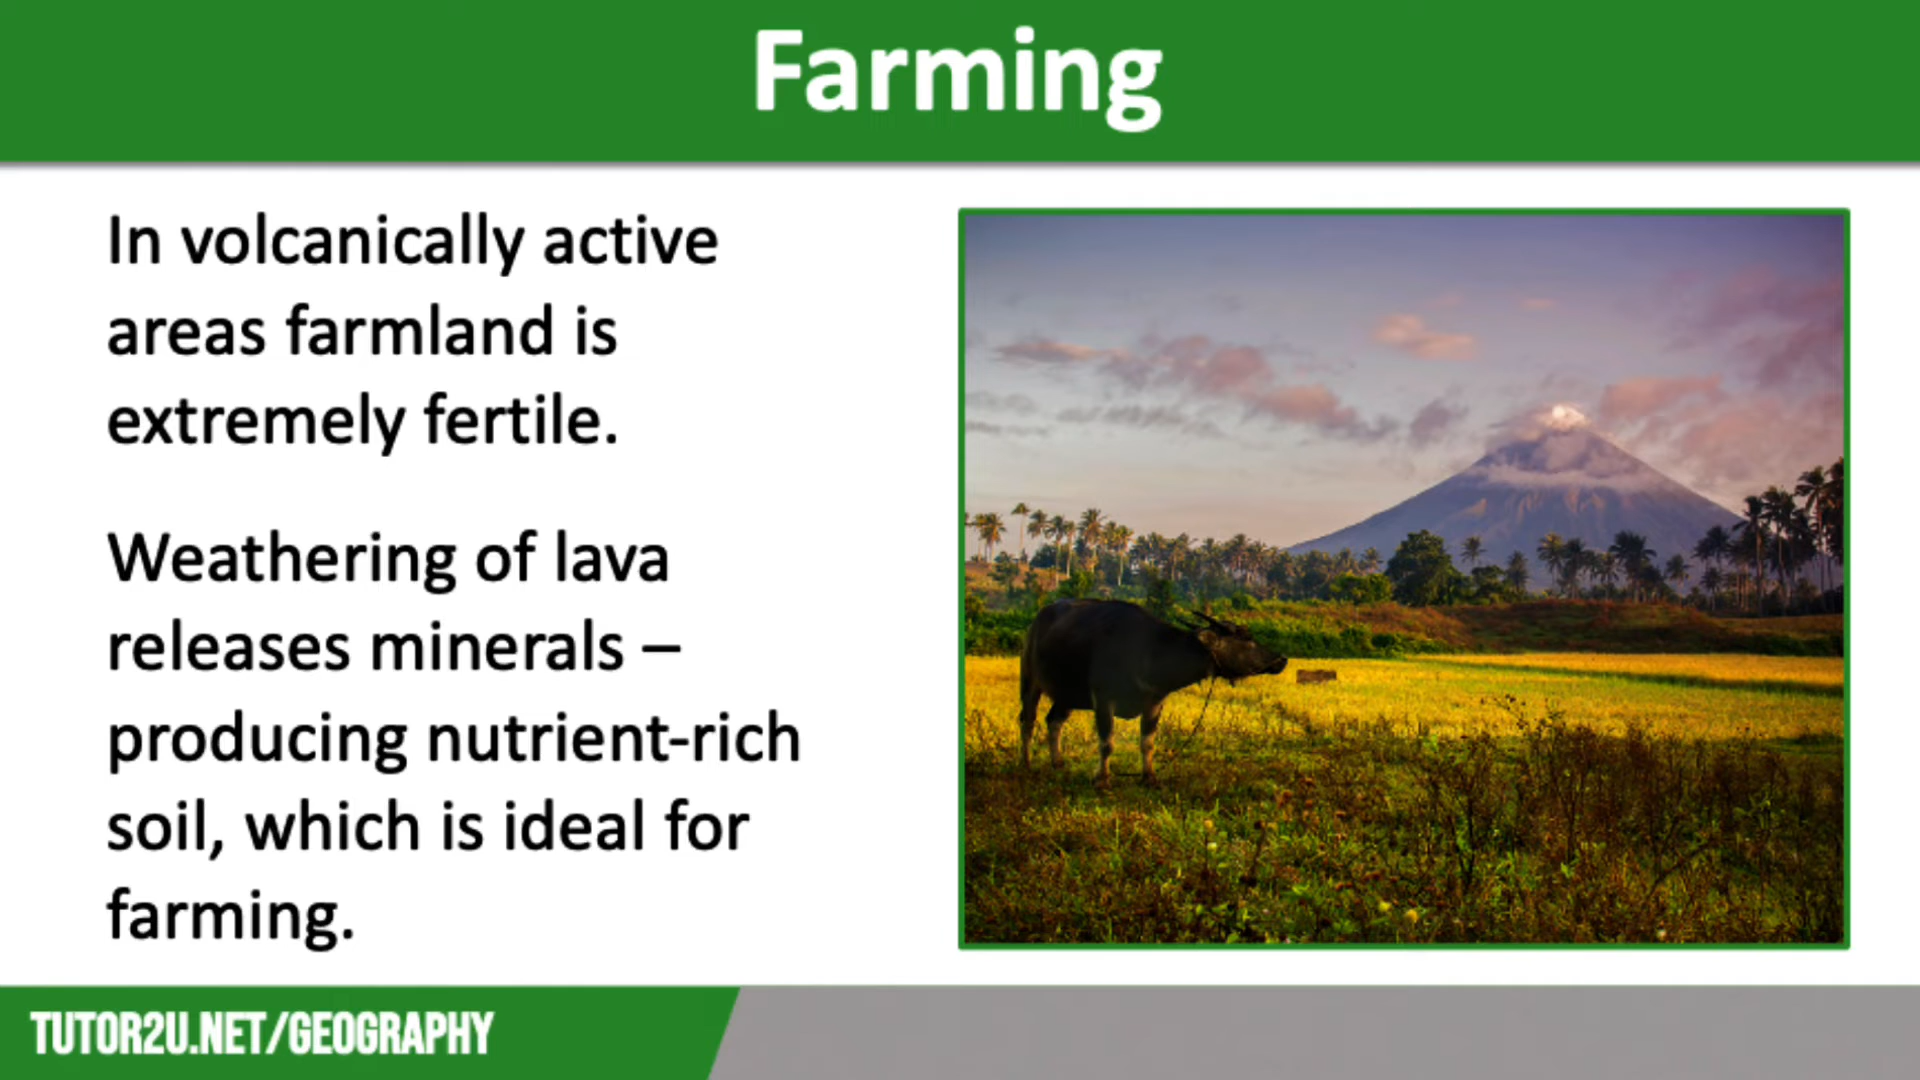 Farming
In volcanically active
areas farmland is
extremely fertile.
Weathering of lava
releases minerals –
producing nutrient-rich
soil, which is ideal for
farming.
TUTOR2U.NET/GEOGRAPHY